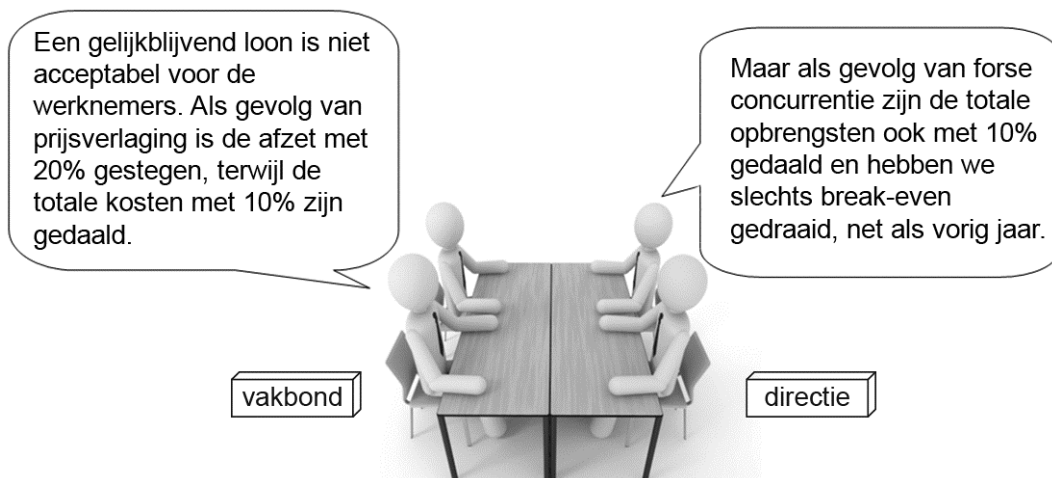 Een gelijkblijvend loon is niet
acceptabel voor de
werknemers. Als gevolg van
prijsverlaging is de afzet met
20% gestegen, terwijl de
totale kosten met 10% zijn
gedaald.
Maar als gevolg van forse
concurrentie zijn de totale
opbrengsten ook met 10%
gedaald en hebben we
slechts break-even
gedraaid, net als vorig jaar.
vakbond
directie